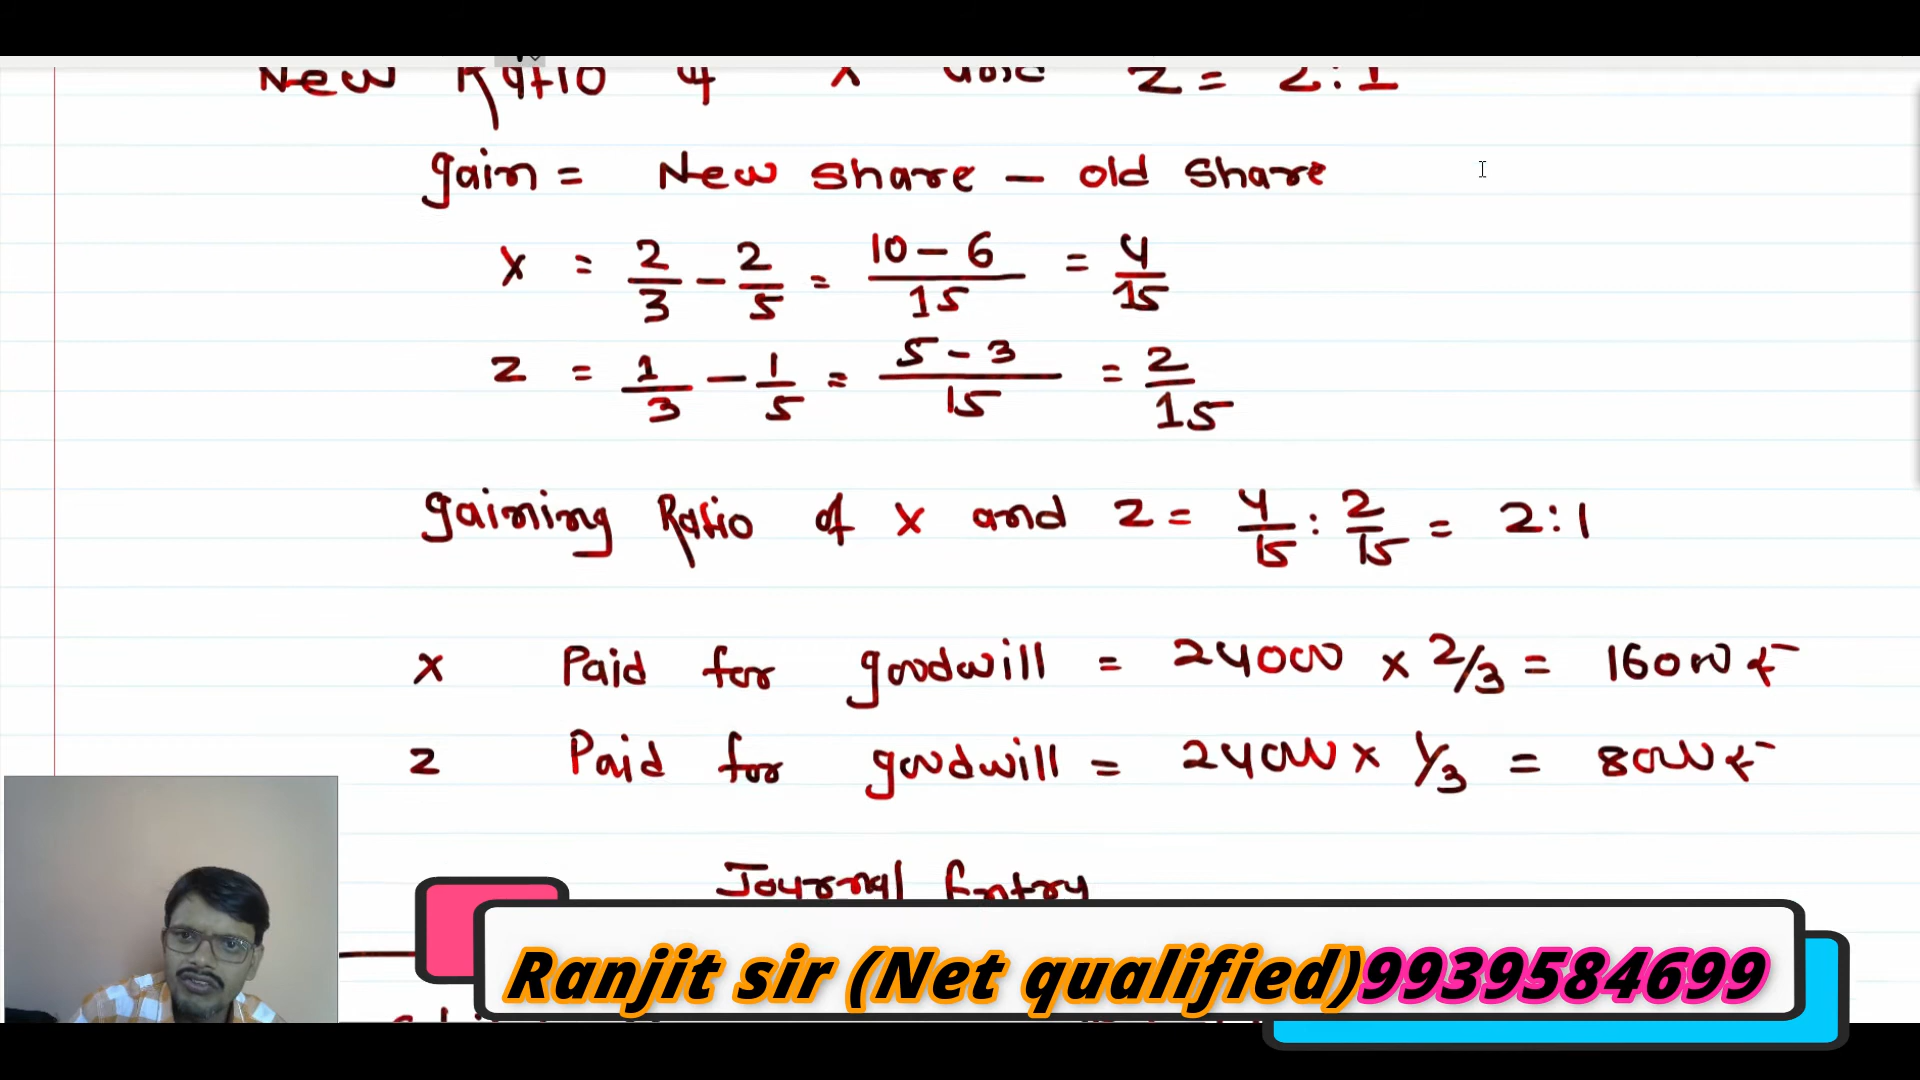 New Ratio of x and z = 2:1
gain = New share - old share
x = 2/3 - 2/5 = 10-6/15 = 4/15
z = 1/3 - 1/5 = 5-3/15 = 2/15
gaining Ratio of x and z = 4/15 : 2/15 = 2:1
x Paid for goodwill = 24000 x 2/3 = 16000 ₹
z Paid for goodwill = 24000 x 1/3 = 8000 ₹
Journal Entry
Ranjit sir (Net qualified)9939584699